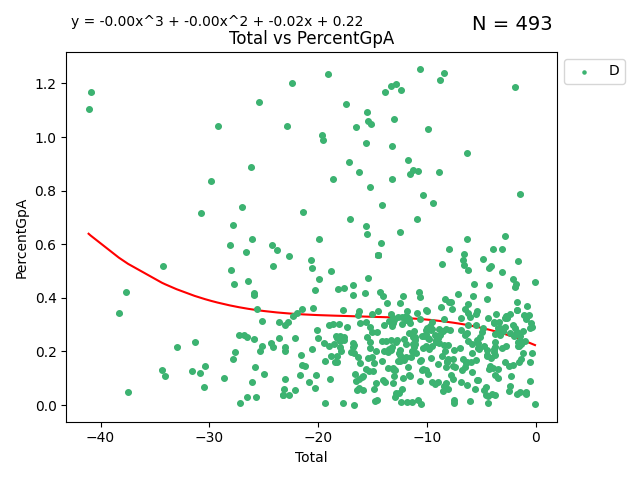 y = -0.00x^3 + -0.00x^2 + -0.02x + 0.22
N = 493
Total vs PercentGpA
D
PercentGpA
1.2
1.0
0.8
0.6
0.4
0.2
0.0
−40
−30
−20
−10
0
Total